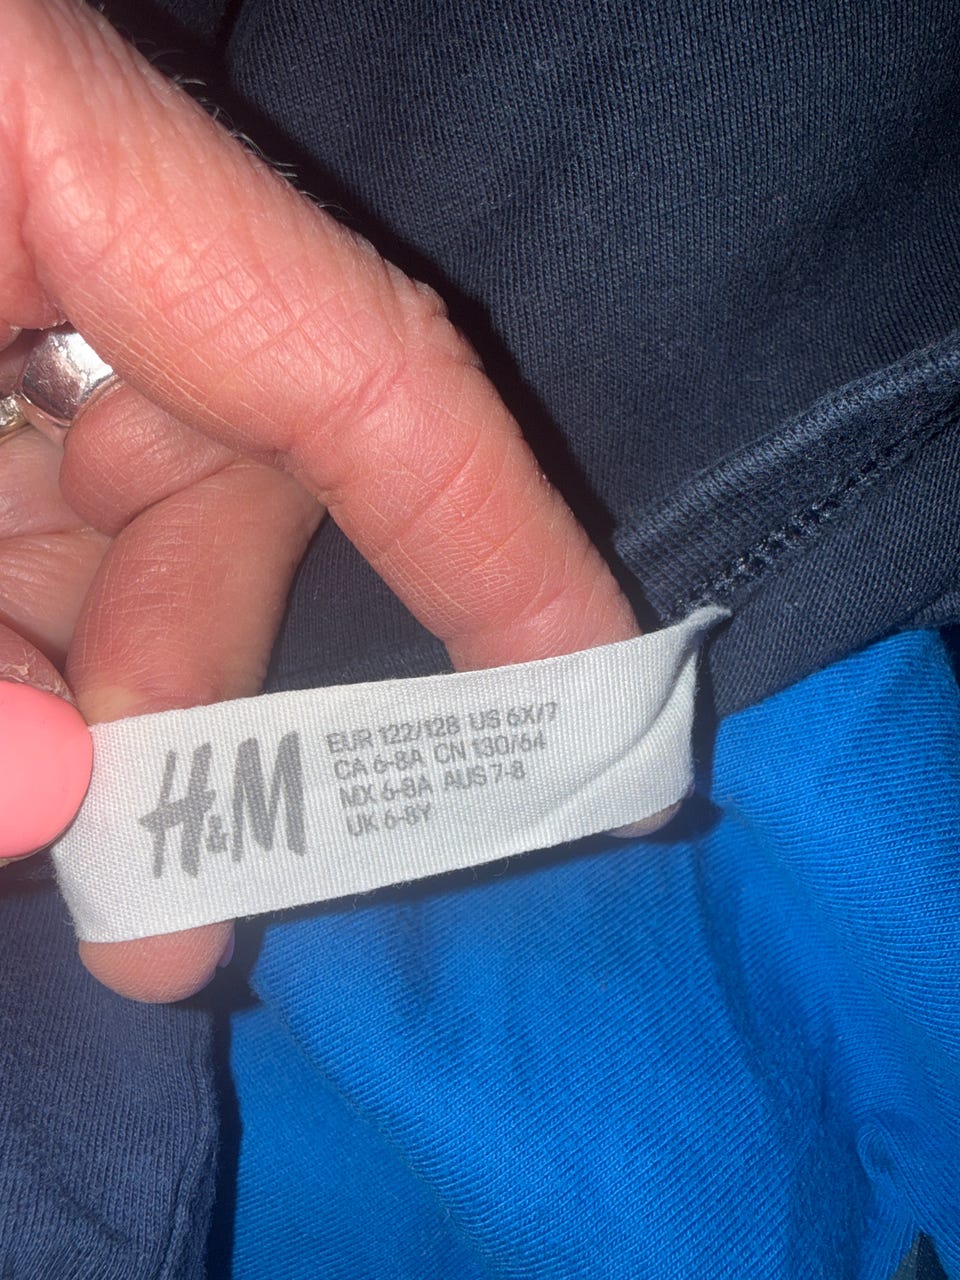 H&M
EUR 122/128 US 6X/7
CA 6-8A CN 130/64
MX 6-8A AUS 7-8
UK 6-8Y